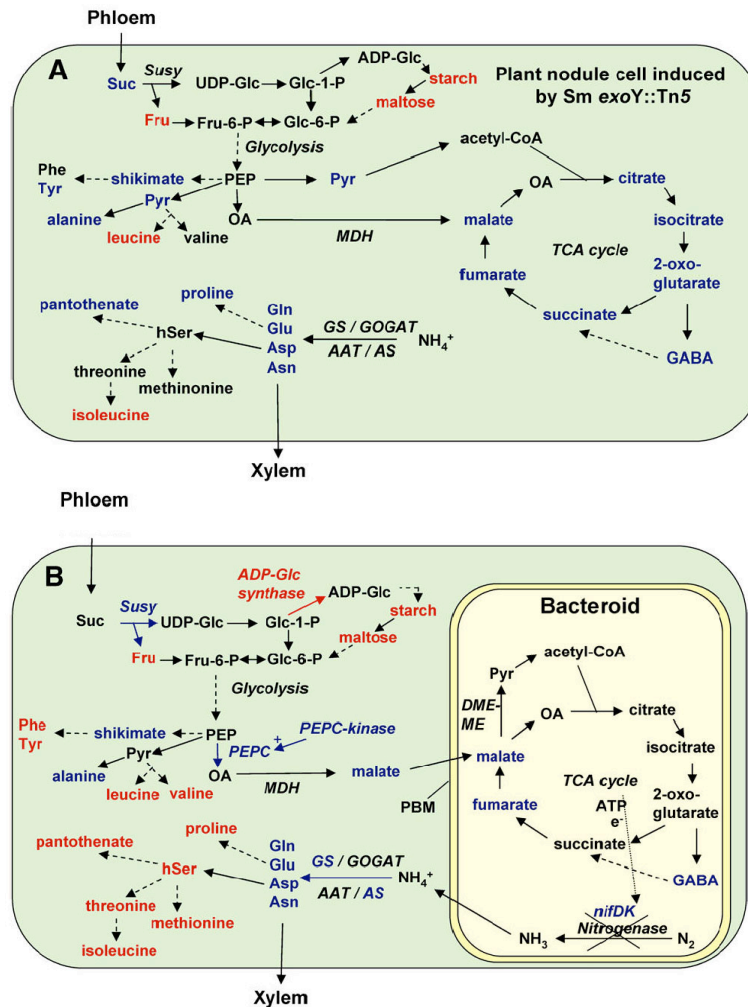 Phloem
A
Suc
Susy
UDP-Glc
Glc-1-P
ADP-Glc
starch
maltose
Plant nodule cell induced
by Sm exoY::Tn5
Fru
Fru-6-P
Glc-6-P
Glycolysis
acetyl-CoA
Phe
Tyr
shikimate
PEP
Pyr
OA
citrate
Pyr
alanine
OA
MDH
malate
isocitrate
leucine
valine
TCA cycle
fumarate
2-oxo-
glutarate
proline
pantothenate
Gln
Glu
Asp
Asn
GS / GOGAT
AAT / AS
NH₄⁺
succinate
hSer
GABA
threonine
methinonine
isoleucine
Xylem
Phloem
B
ADP-Glc
synthase
ADP-Glc
Suc
Susy
UDP-Glc
Glc-1-P
starch
maltose
Fru
Fru-6-P
Glc-6-P
Glycolysis
Bacteroid
acetyl-CoA
Pyr
DME-
ME
OA
citrate
Phe
Tyr
shikimate
PEP
PEPC
+
PEPC-kinase
Pyr
alanine
OA
MDH
malate
malate
isocitrate
leucine
valine
PBM
TCA cycle
fumarate
ATP
e⁻
2-oxo-
glutarate
proline
pantothenate
Gln
Glu
Asp
Asn
GS / GOGAT
AAT / AS
NH₄⁺
succinate
hSer
GABA
threonine
methionine
isoleucine
nifDK
Nitrogenase
NH₃
N₂
Xylem